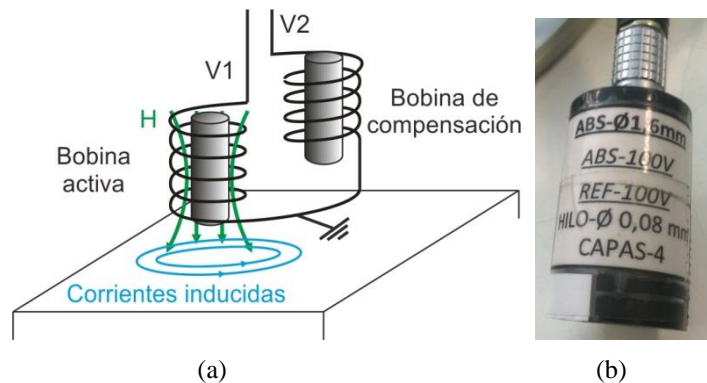 V1
V2
H
Bobina
activa
Bobina de
compensación
Corrientes inducidas
(a)
ABS-Ø1,6mm
ABS-100V
REF-100V
HILO-Ø 0,08 mm
CAPAS-4
(b)